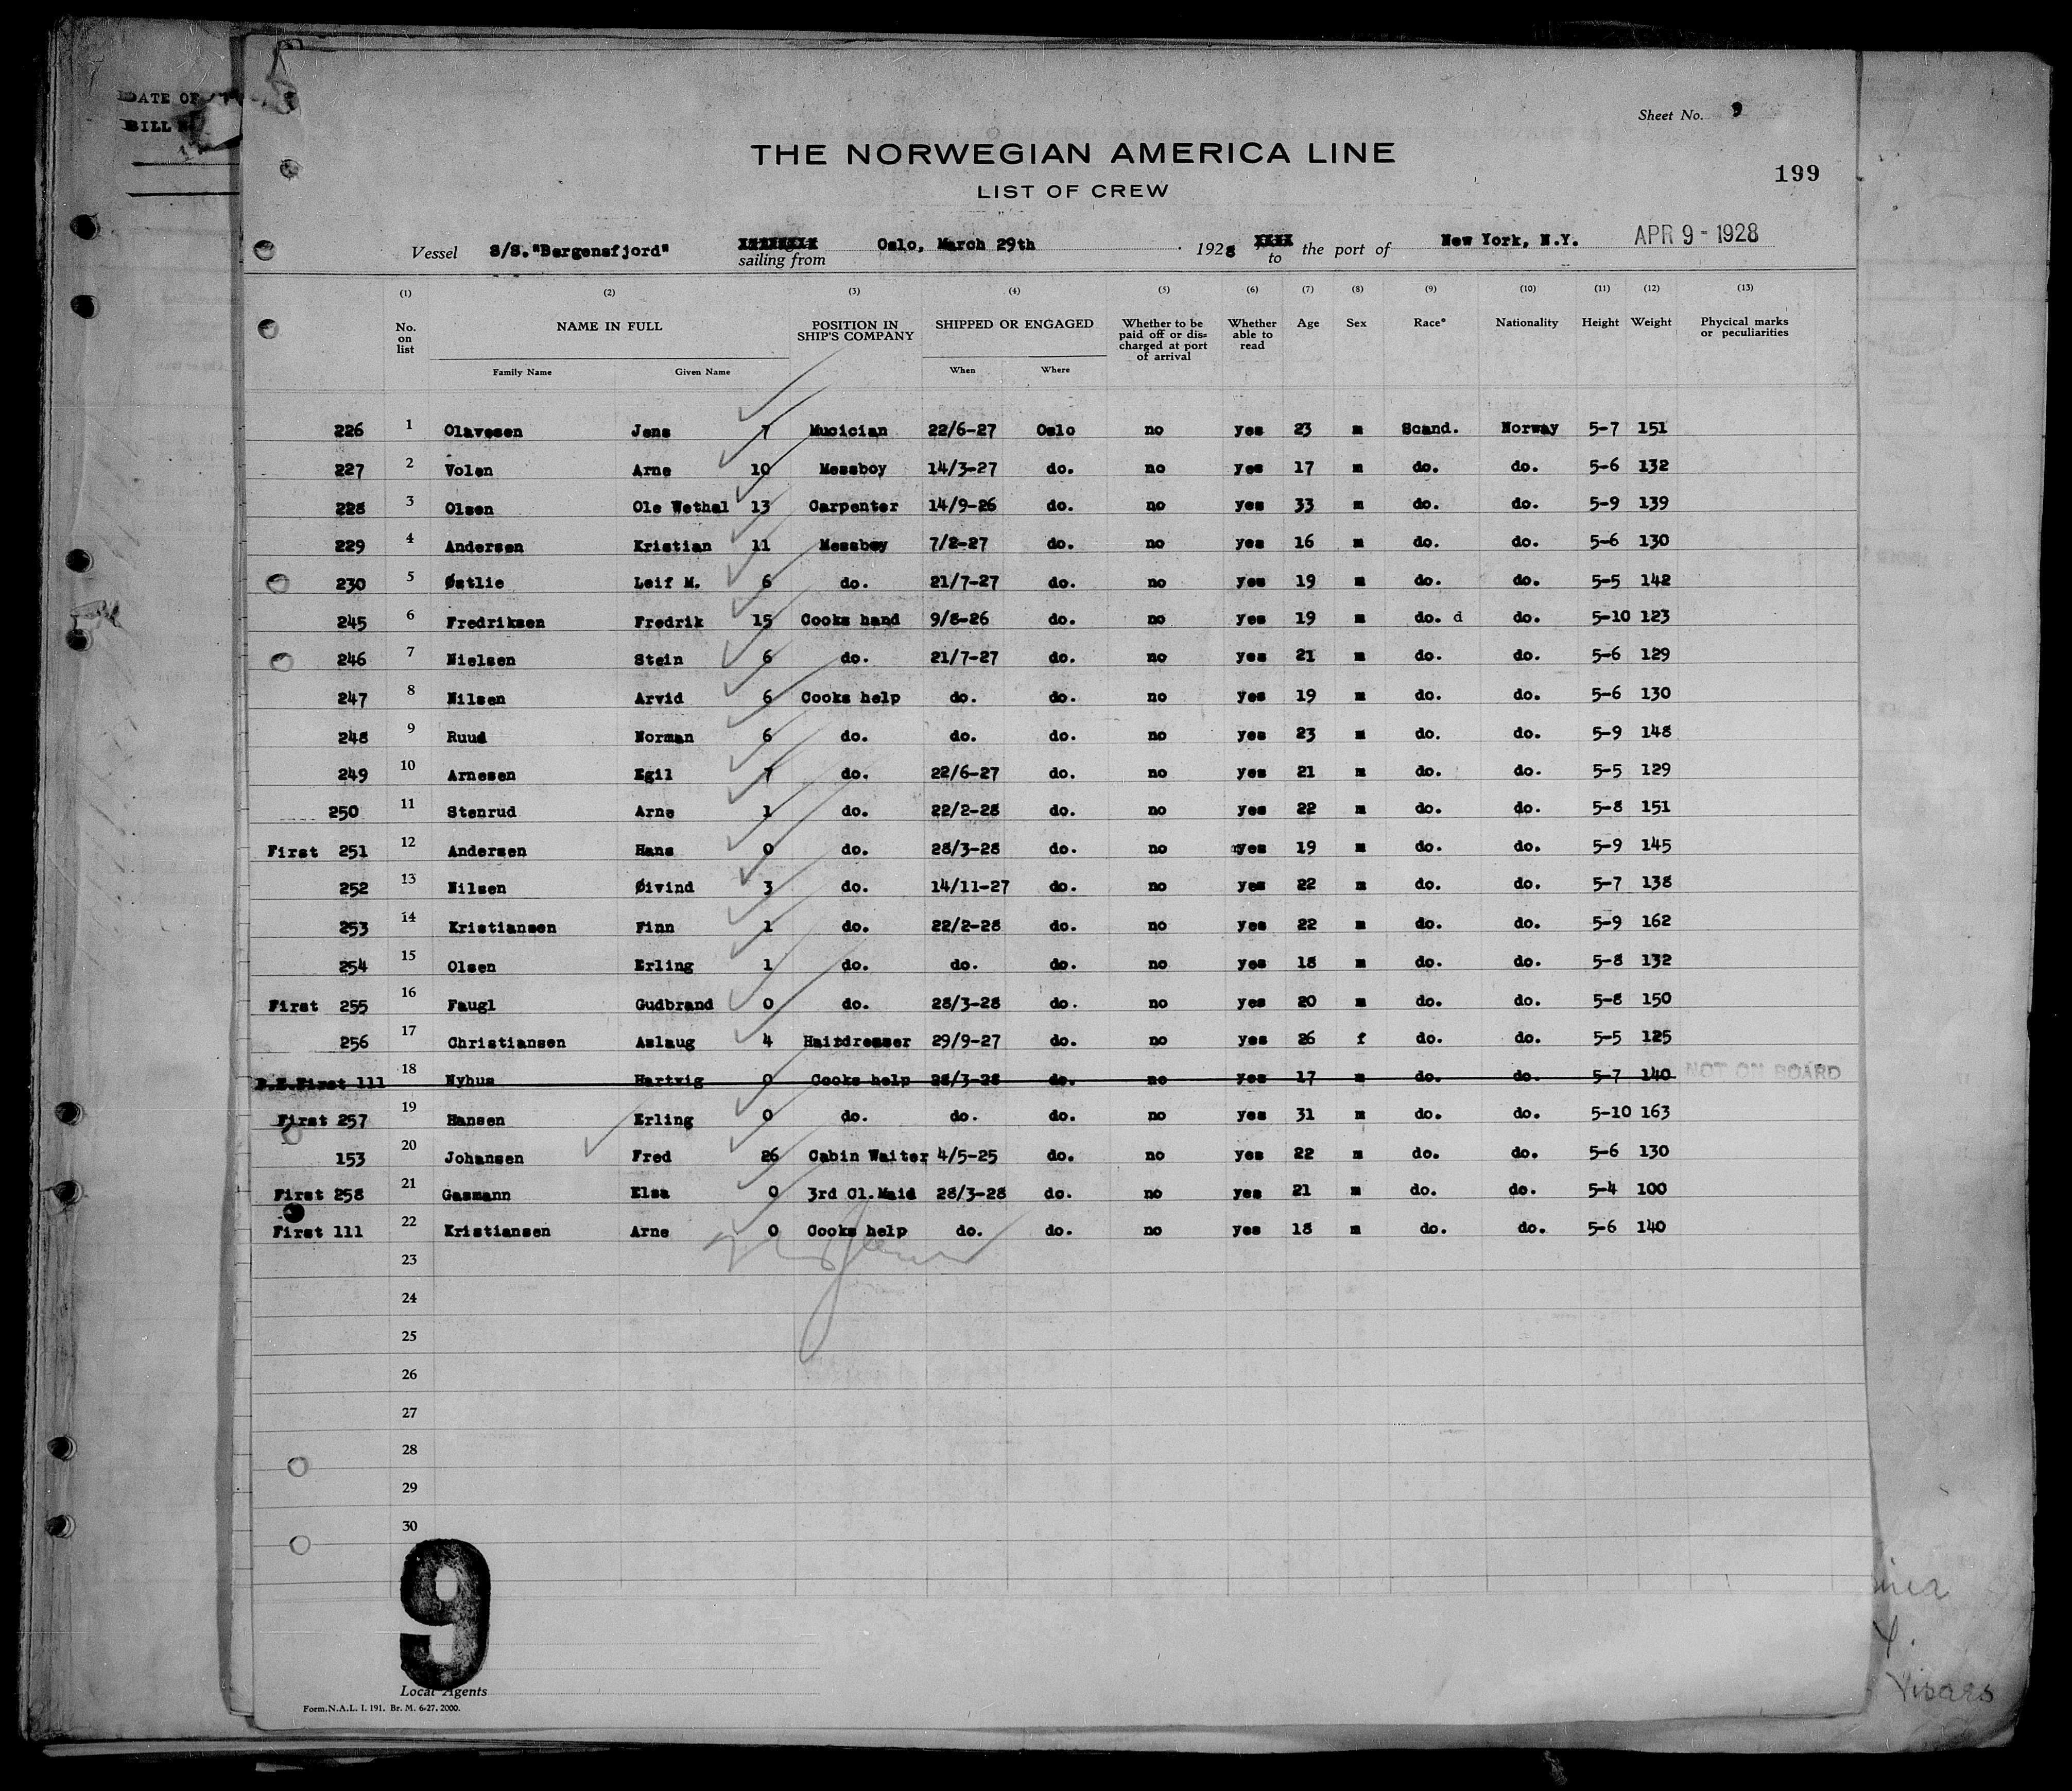 DATE OF
BILL
Sheet No. 9
THE NORWEGIAN AMERICA LINE
199
LIST OF CREW
Vessel S/S."Bergensfjord" sailing from Oslo, March 29th 1928 to the port of New York, N.Y. APR 9 - 1928
(1) (2) (3) (4) (5) (6) (7) (8) (9) (10) (11) (12) (13)
No. on list NAME IN FULL POSITION IN SHIP'S COMPANY SHIPPED OR ENGAGED Whether to be paid off or dis= charged at port of arrival Whether able to read Age Sex Race* Nationality Height Weight Phycical marks or peculiarities
Family Name Given Name When Where
226 1 Olavesen Jens 7 Mucician 22/6-27 Oslo no yes 23 m Scand. Norway 5-7 151
227 2 Volen Arne 10 Messboy 14/3-27 do. no yes 17 m do. do. 5-6 132
228 3 Olsen Ole Wethal 13 Carpenter 14/9-26 do. no yes 33 m do. do. 5-9 139
229 4 Andersen Kristian 11 Messboy 7/2-27 do. no yes 16 m do. do. 5-6 130
230 5 Østlie Leif M. 6 do. 21/7-27 do. no yes 19 m do. do. 5-5 142
245 6 Fredriksen Fredrik 15 Cooks hand 9/8-26 do. no yes 19 m do. d do. 5-10 123
246 7 Nielsen Stein 6 do. 21/7-27 do. no yes 21 m do. do. 5-6 129
247 8 Nilsen Arvid 6 Cooks help do. do. no yes 19 m do. do. 5-6 130
248 9 Ruud Norman 6 do. do. do. no yes 23 m do. do. 5-9 148
249 10 Arnesen Egil 7 do. 22/6-27 do. no yes 21 m do. do. 5-5 129
250 11 Stenrud Arne 1 do. 22/2-28 do. no yes 22 m do. do. 5-8 151
First 251 12 Andersen Hans 0 do. 28/3-28 do. no yes 19 m do. do. 5-9 145
252 13 Nilsen Øivind 3 do. 14/11-27 do. no yes 22 m do. do. 5-7 138
253 14 Kristiansen Finn 1 do. 22/2-28 do. no yes 22 m do. do. 5-9 162
254 15 Olsen Erling 1 do. do. do. no yes 18 m do. do. 5-8 132
First 255 16 Faugl Gudbrand 0 do. 28/3-28 do. no yes 20 m do. do. 5-8 150
256 17 Christiansen Aslaug 4 Hairdresser 29/9-27 do. no yes 26 f do. do. 5-5 125
First 111 18 Nyhus Hartvig 0 Cooks help 28/3-28 do. no yes 17 m do. do. 5-7 140 NOT ON BOARD
First 257 19 Hansen Erling 0 do. do. do. no yes 31 m do. do. 5-10 163
153 20 Johansen Fred 26 Cabin Waiter 4/5-25 do. no yes 22 m do. do. 5-6 130
First 258 21 Gasmann Elsa 0 3rd Cl.Maid 28/3-28 do. no yes 21 m do. do. 5-4 100
First 111 22 Kristiansen Arne 0 Cooks help do. do. no yes 18 m do. do. 5-6 140
23
24
25
26
27
28
29
30
9
Local Agents
Form.N.A.L. I. 191. Br. M. 6-27. 2000.